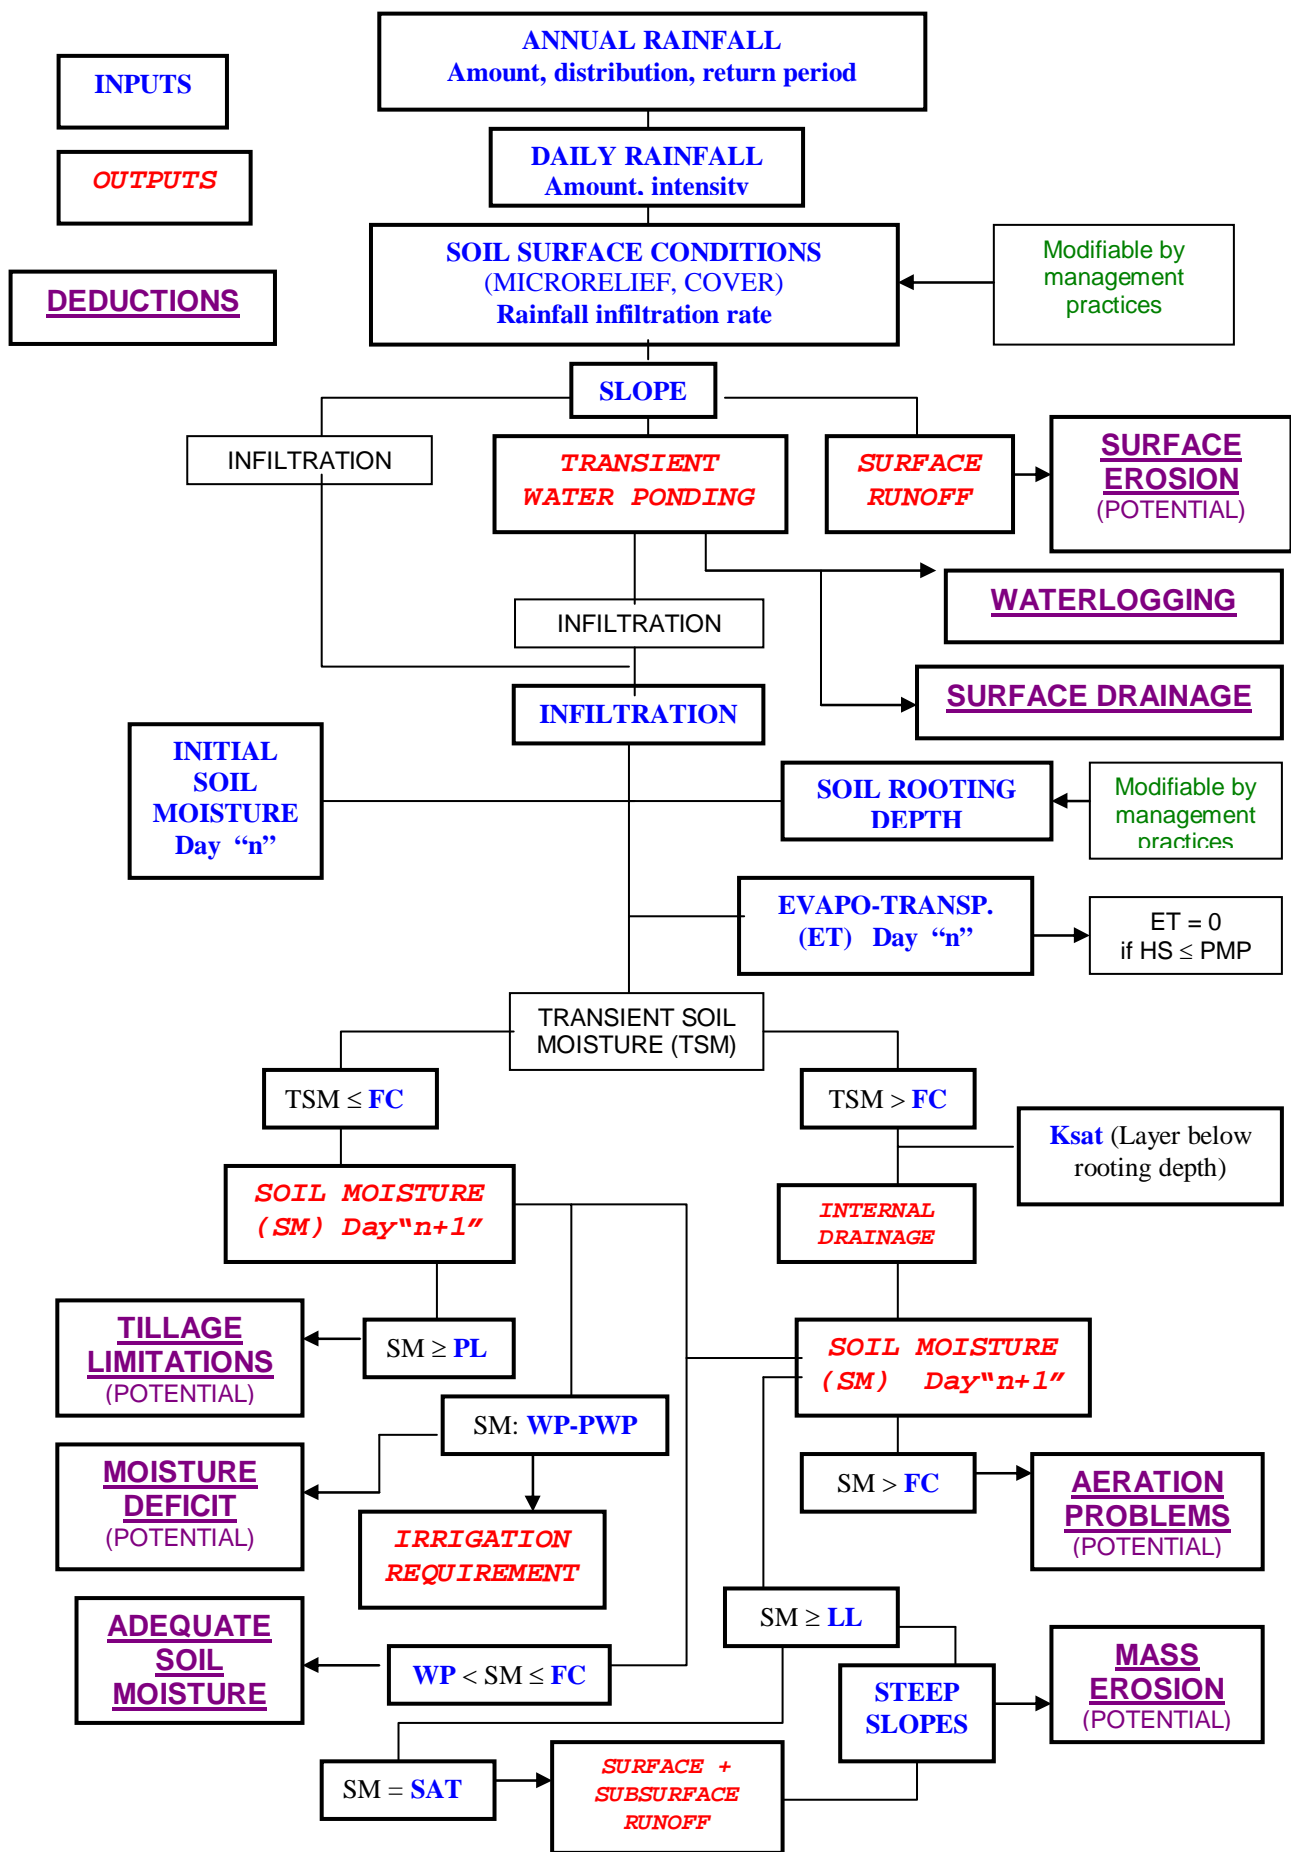 ANNUAL RAINFALL
Amount, distribution, return period
INPUTS
DAILY RAINFALL
Amount, intensity
OUTPUTS
SOIL SURFACE CONDITIONS
(MICRORELIEF, COVER)
Rainfall infiltration rate
Modifiable by
management
practices
DEDUCTIONS
SLOPE
INFILTRATION
TRANSIENT
WATER PONDING
SURFACE
RUNOFF
SURFACE
EROSION
(POTENTIAL)
WATERLOGGING
INFILTRATION
SURFACE DRAINAGE
INFILTRATION
INITIAL
SOIL
MOISTURE
Day “n”
SOIL ROOTING
DEPTH
Modifiable by
management
practices
EVAPO-TRANSP.
(ET) Day “n”
ET = 0
if HS ≤ PMP
TRANSIENT SOIL
MOISTURE (TSM)
TSM ≤ FC
TSM > FC
Ksat (Layer below
rooting depth)
SOIL MOISTURE
(SM) Day“n+1”
INTERNAL
DRAINAGE
TILLAGE
LIMITATIONS
(POTENTIAL)
SM ≥ PL
SOIL MOISTURE
(SM) Day“n+1”
SM: WP-PWP
MOISTURE
DEFICIT
(POTENTIAL)
SM > FC
AERATION
PROBLEMS
(POTENTIAL)
IRRIGATION
REQUIREMENT
ADEQUATE
SOIL
MOISTURE
WP < SM ≤ FC
SM ≥ LL
STEEP
SLOPES
MASS
EROSION
(POTENTIAL)
SM = SAT
SURFACE +
SUBSURFACE
RUNOFF